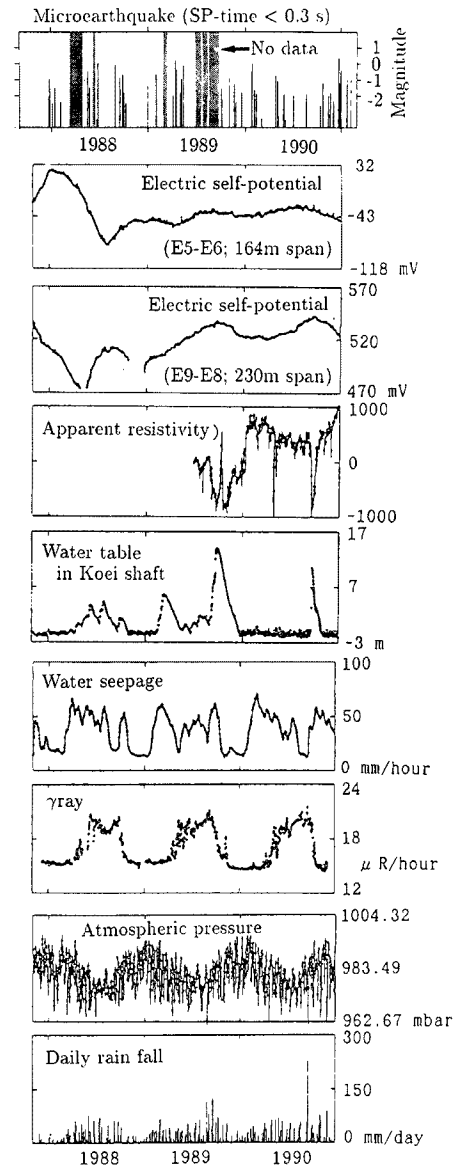 Microearthquake (SP-time < 0.3 s)
No data
1
0
-1
-2
Magnitude
1988 1989 1990
Electric self-potential
(E5-E6; 164m span)
32
-43
-118 mV
Electric self-potential
(E9-E8; 230m span)
570
520
470 mV
Apparent resistivity)
1000
0
-1000
Water table
in Koei shaft
17
7
-3 m
Water seepage
100
50
0 mm/hour
γray
24
18
μR/hour
12
Atmospheric pressure
1004.32
983.49
962.67 mbar
Daily rain fall
300
150
0 mm/day
1988 1989 1990